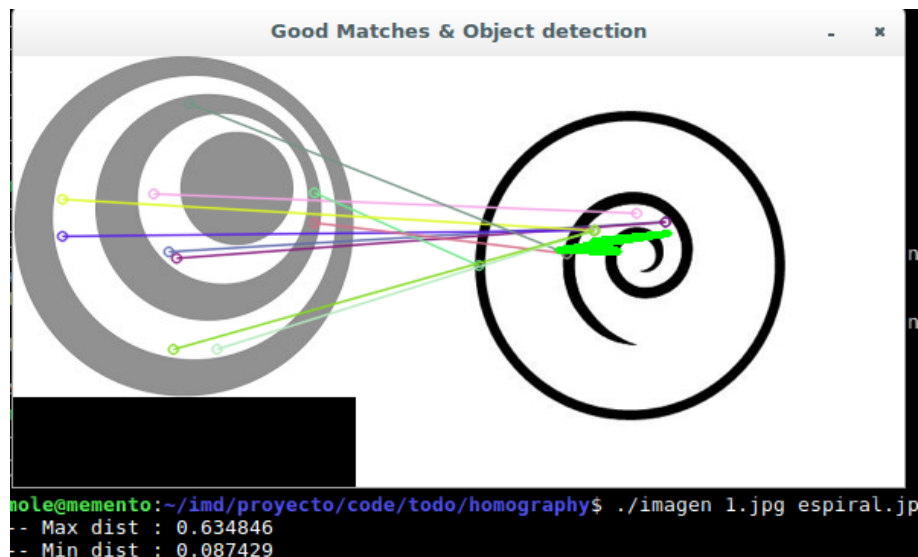 Good Matches & Object detection
mole@memento:~/imd/proyecto/code/todo/homography$ ./imagen 1.jpg espiral.jp
-- Max dist : 0.634846
-- Min dist : 0.087429